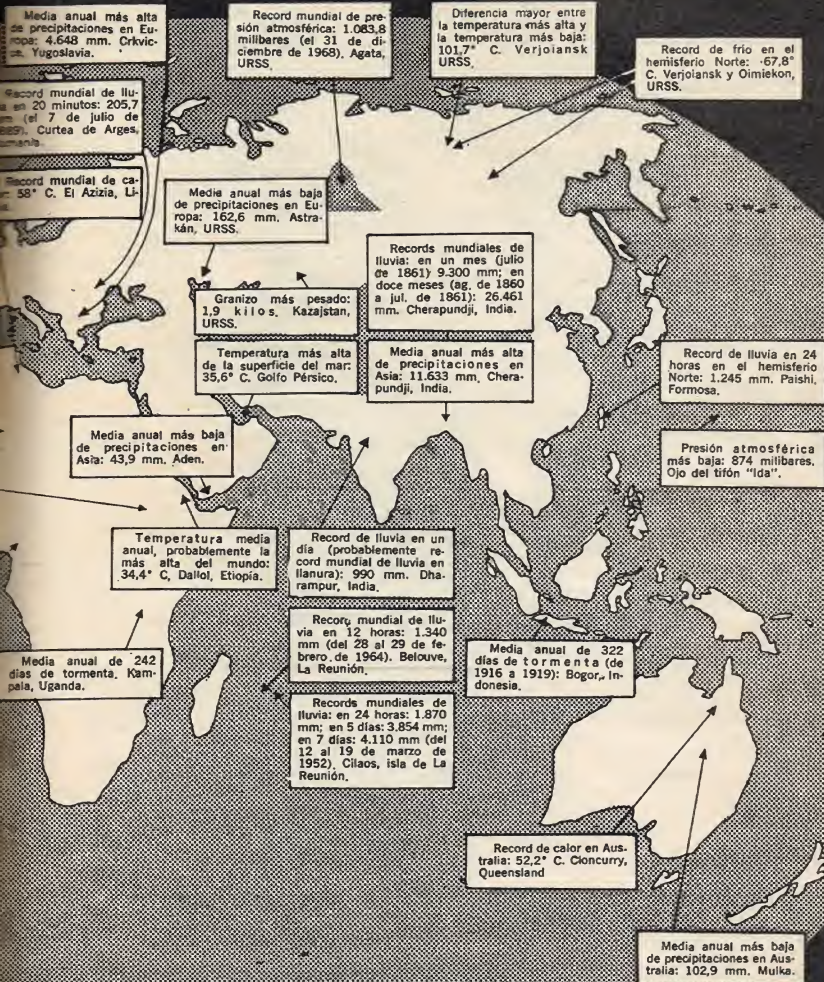 Media anual más alta
de precipitaciones en Eu-
ropa: 4.648 mm. Crkvic-
Yugoslavia.
Record mundial de pre-
sión atmosférica: 1.083,8
milibares (el 31 de di-
ciembre de 1968). Agata,
URSS.
Diferencia mayor entre
la temperatura más alta y
la temperatura más baja:
101,7° C. Verjoiansk
URSS.
Record de frío en el
hemisferio Norte: -67,8°
C. Verjoiansk y Oimiekon,
URSS.
Record mundial de llu-
en 20 minutos: 205,7
(el 7 de julio de
Curtea de Arges,
Record mundial de ca-
58° C. El Azizia, Li-
Media anual más baja
de precipitaciones en Eu-
ropa: 162,6 mm. Astra-
kán, URSS.
Granizo más pesado:
1,9 kilos. Kazajstan,
URSS.
Records mundiales de
lluvia: en un mes (julio
de 1861) 9.300 mm; en
doce meses (ag. de 1860
a jul. de 1861): 26.461
mm. Cherapundji, India.
Temperatura más alta
de la superficie del mar:
35,6° C. Golfo Pérsico.
Media anual más alta
de precipitaciones en
Asia: 11.633 mm. Chera-
pundji, India.
Record de lluvia en 24
horas en el hemisferio
Norte: 1.245 mm. Paishi,
Formosa.
Media anual más baja
de precipitaciones en
Asia: 43,9 mm. Aden.
Presión atmosférica
más baja: 874 milibares.
Ojo del tifón "Ida".
Temperatura media
anual, probablemente la
más alta del mundo:
34,4° C, Dallol, Etiopía.
Record de lluvia en un
día (probablemente re-
cord mundial de lluvia en
llanura): 990 mm. Dha-
rampur, India.
Record mundial de llu-
via en 12 horas: 1.340
mm (del 28 al 29 de fe-
brero de 1964). Belouve,
La Reunión.
Media anual de 322
días de tormenta (de
1916 a 1919): Bogor, In-
donesia.
Media anual de 242
días de tormenta. Kam-
pala, Uganda.
Records mundiales de
lluvia: en 24 horas: 1.870
mm; en 5 días: 3.854 mm;
en 7 días: 4.110 mm (del
12 al 19 de marzo de
1952). Cilaos, isla de La
Reunión.
Record de calor en Aus-
tralia: 52,2° C. Cloncurry,
Queensland
Media anual más baja
de precipitaciones en Aus-
tralia: 102,9 mm. Mulka.